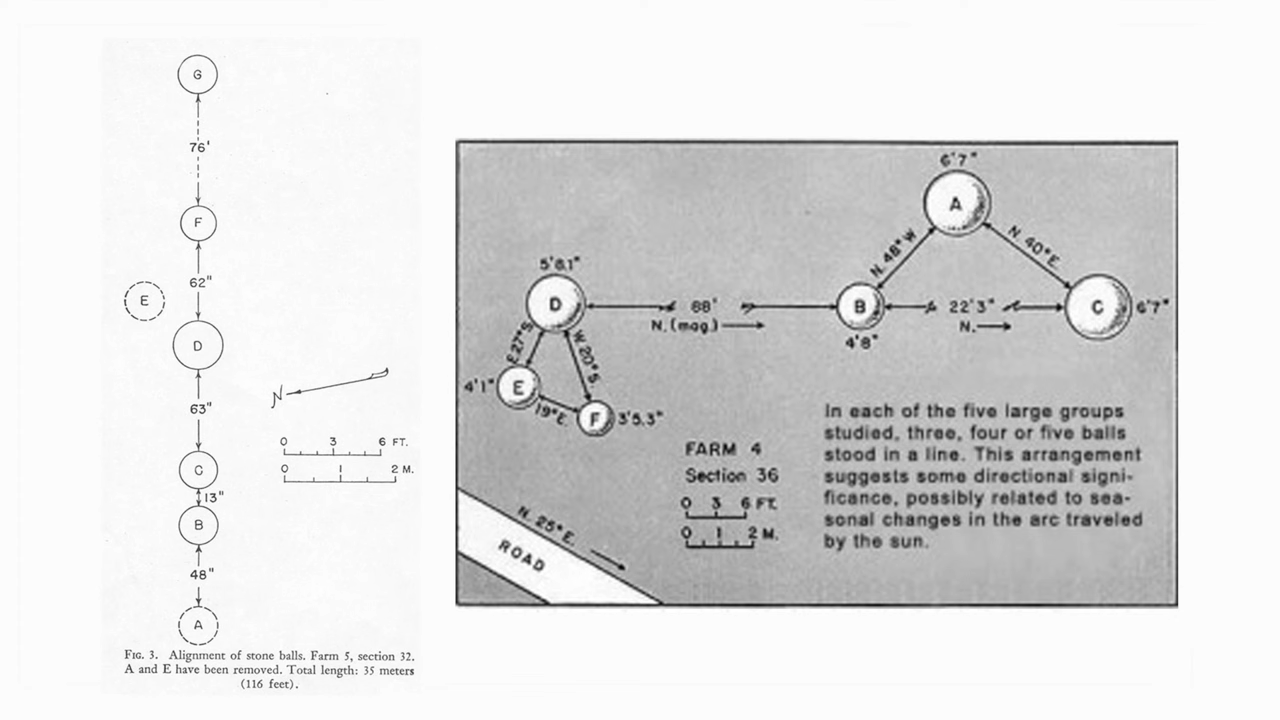 G
76'
F
62"
E
D
63"
N
0 3 6 FT.
0 1 2 M.
C
13"
B
48"
A
FIG. 3. Alignment of stone balls. Farm 5, section 32.
A and E have been removed. Total length: 35 meters
(116 feet).
6'7"
A
N. 48° W
N. 40° E.
5'8.1"
D
68'
N. (mag.)
B
4'8"
22'3"
N.
C
6'7"
E 27° S.
W. 20° S.
4'1"
E
19° E.
F
3'5.3"
FARM 4
Section 36
0 3 6 FT.
0 1 2 M.
N. 25° E.
ROAD
In each of the five large groups
studied, three, four or five balls
stood in a line. This arrangement
suggests some directional signi-
ficance, possibly related to sea-
sonal changes in the arc traveled
by the sun.